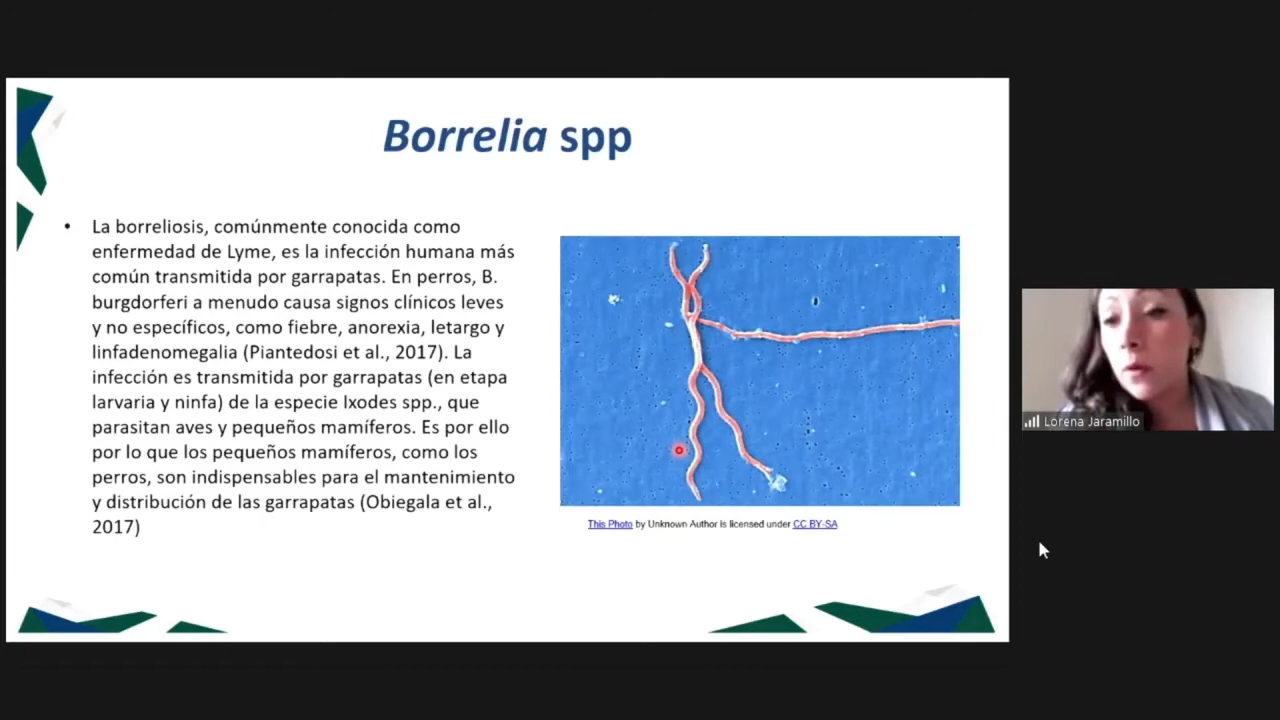 Borrelia spp
• La borreliosis, comúnmente conocida como
enfermedad de Lyme, es la infección humana más
común transmitida por garrapatas. En perros, B.
burgdorferi a menudo causa signos clínicos leves
y no específicos, como fiebre, anorexia, letargo y
linfadenomegalia (Piantedosi et al., 2017). La
infección es transmitida por garrapatas (en etapa
larvaria y ninfa) de la especie Ixodes spp., que
parasitan aves y pequeños mamíferos. Es por ello
por lo que los pequeños mamíferos, como los
perros, son indispensables para el mantenimiento
y distribución de las garrapatas (Obiegala et al.,
2017)
This Photo by Unknown Author is licensed under CC BY-SA
Lorena Jaramillo